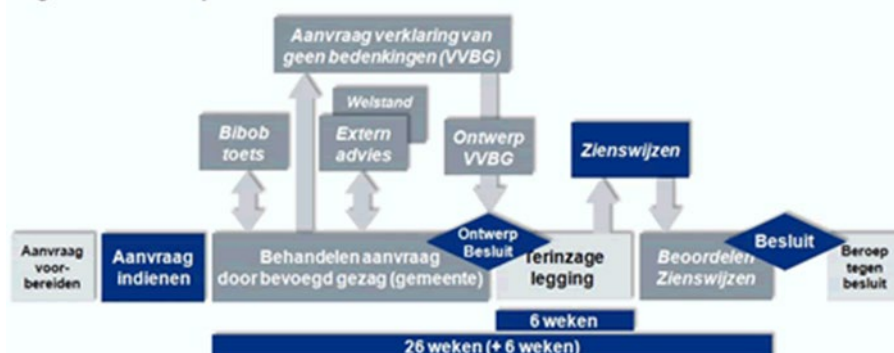 Aanvraag verklaring van
geen bedenkingen (VVBG)
Welstand
Bibob
toets
Extern
advies
Ontwerp
VVBG
Zienswijzen
Aanvraag
voor-
bereiden
Aanvraag
indienen
Behandelen aanvraag
door bevoegd gezag (gemeente)
Ontwerp
Besluit
Terinzage
legging
Beoordelen
Zienswijzen
Besluit
Beroep
tegen
besluit
6 weken
26 weken (+ 6 weken)